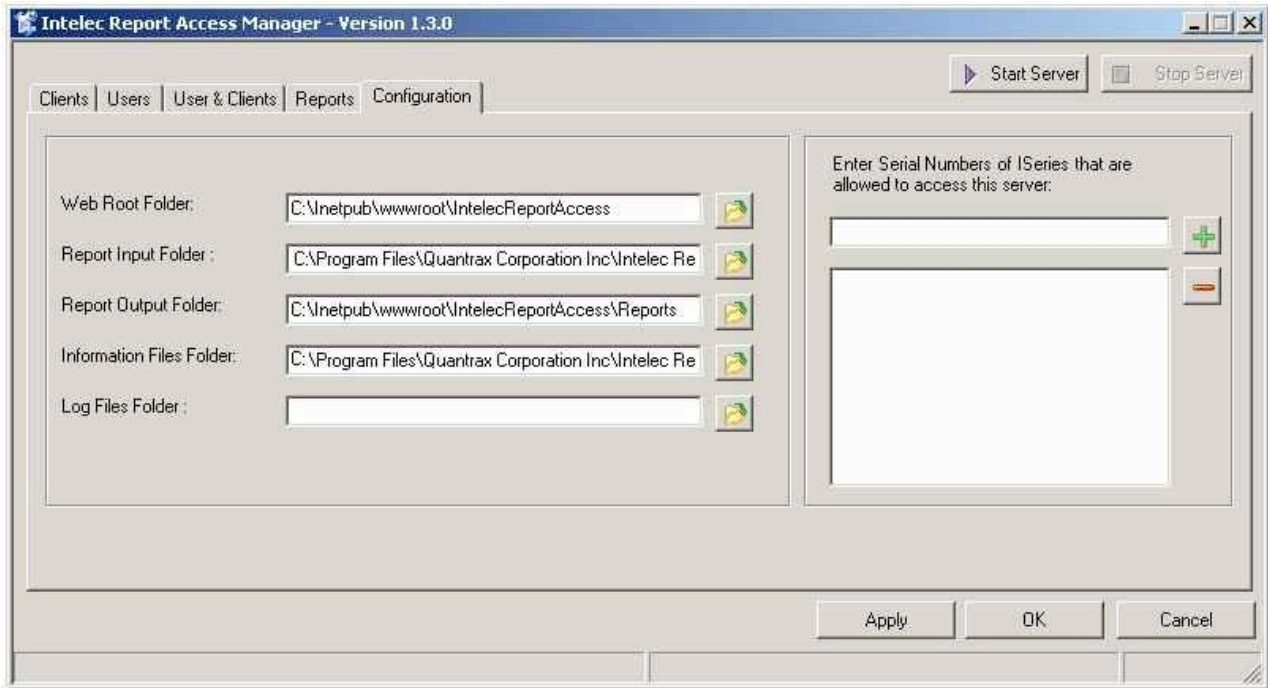 Intelec Report Access Manager - Version 1.3.0
Start Server
Stop Server
Clients
Users
User & Clients
Reports
Configuration
Web Root Folder:
C:\Inetpub\wwwroot\IntelecReportAccess
Report Input Folder :
C:\Program Files\Quantrax Corporation Inc\Intelec Re
Report Output Folder:
C:\Inetpub\wwwroot\IntelecReportAccess\Reports
Information Files Folder:
C:\Program Files\Quantrax Corporation Inc\Intelec Re
Log Files Folder :
Enter Serial Numbers of ISeries that are
allowed to access this server:
Apply
OK
Cancel